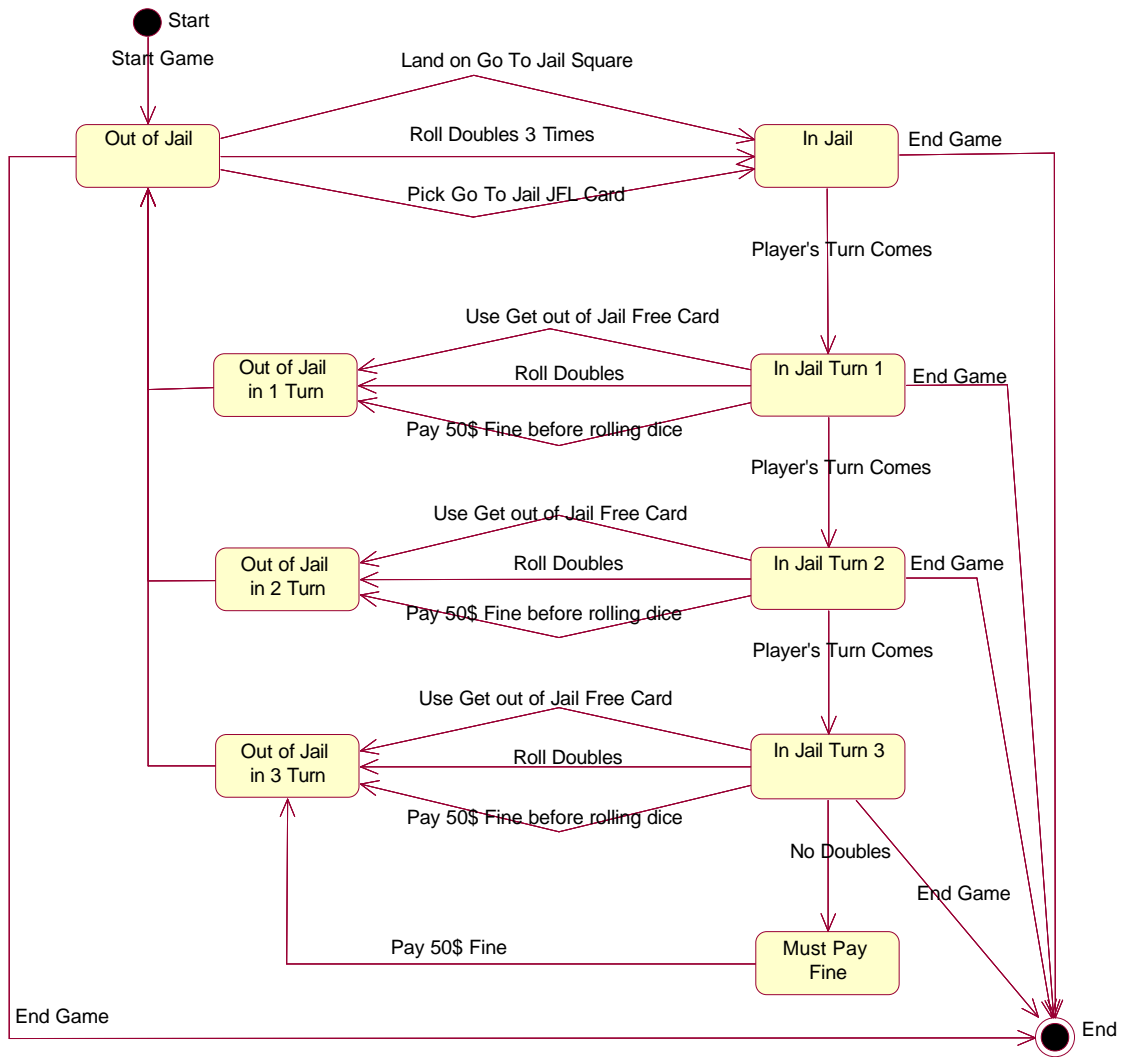 Start
Start Game
Land on Go To Jail Square
Out of Jail
Roll Doubles 3 Times
In Jail
End Game
Pick Go To Jail JFL Card
Player's Turn Comes
Use Get out of Jail Free Card
Out of Jail
in 1 Turn
Roll Doubles
In Jail Turn 1
End Game
Pay 50$ Fine before rolling dice
Player's Turn Comes
Use Get out of Jail Free Card
Out of Jail
in 2 Turn
Roll Doubles
In Jail Turn 2
End Game
Pay 50$ Fine before rolling dice
Player's Turn Comes
Use Get out of Jail Free Card
Out of Jail
in 3 Turn
Roll Doubles
In Jail Turn 3
Pay 50$ Fine before rolling dice
No Doubles
End Game
Pay 50$ Fine
Must Pay
Fine
End Game
End